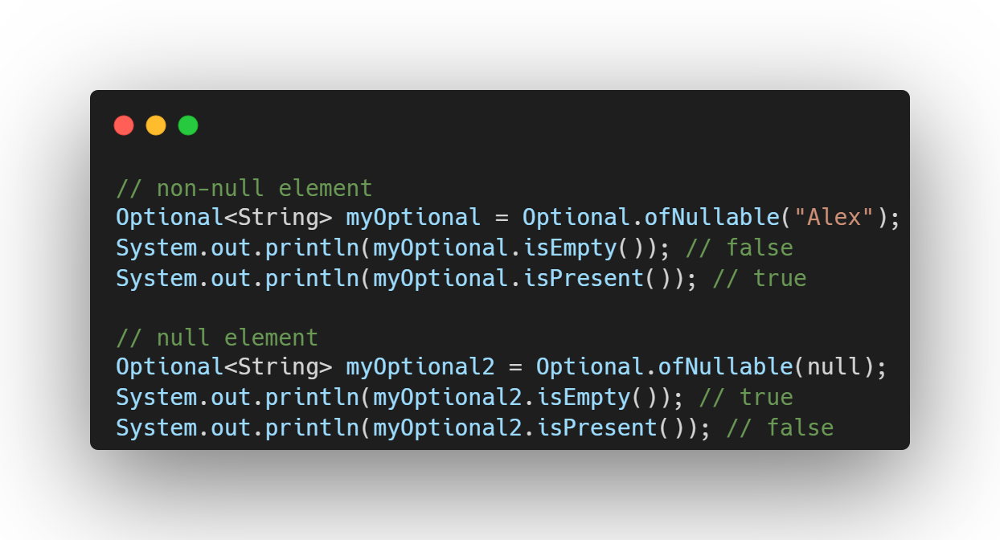 // non-null element
Optional<String> myOptional = Optional.ofNullable("Alex");
System.out.println(myOptional.isEmpty()); // false
System.out.println(myOptional.isPresent()); // true

// null element
Optional<String> myOptional2 = Optional.ofNullable(null);
System.out.println(myOptional2.isEmpty()); // true
System.out.println(myOptional2.isPresent()); // false